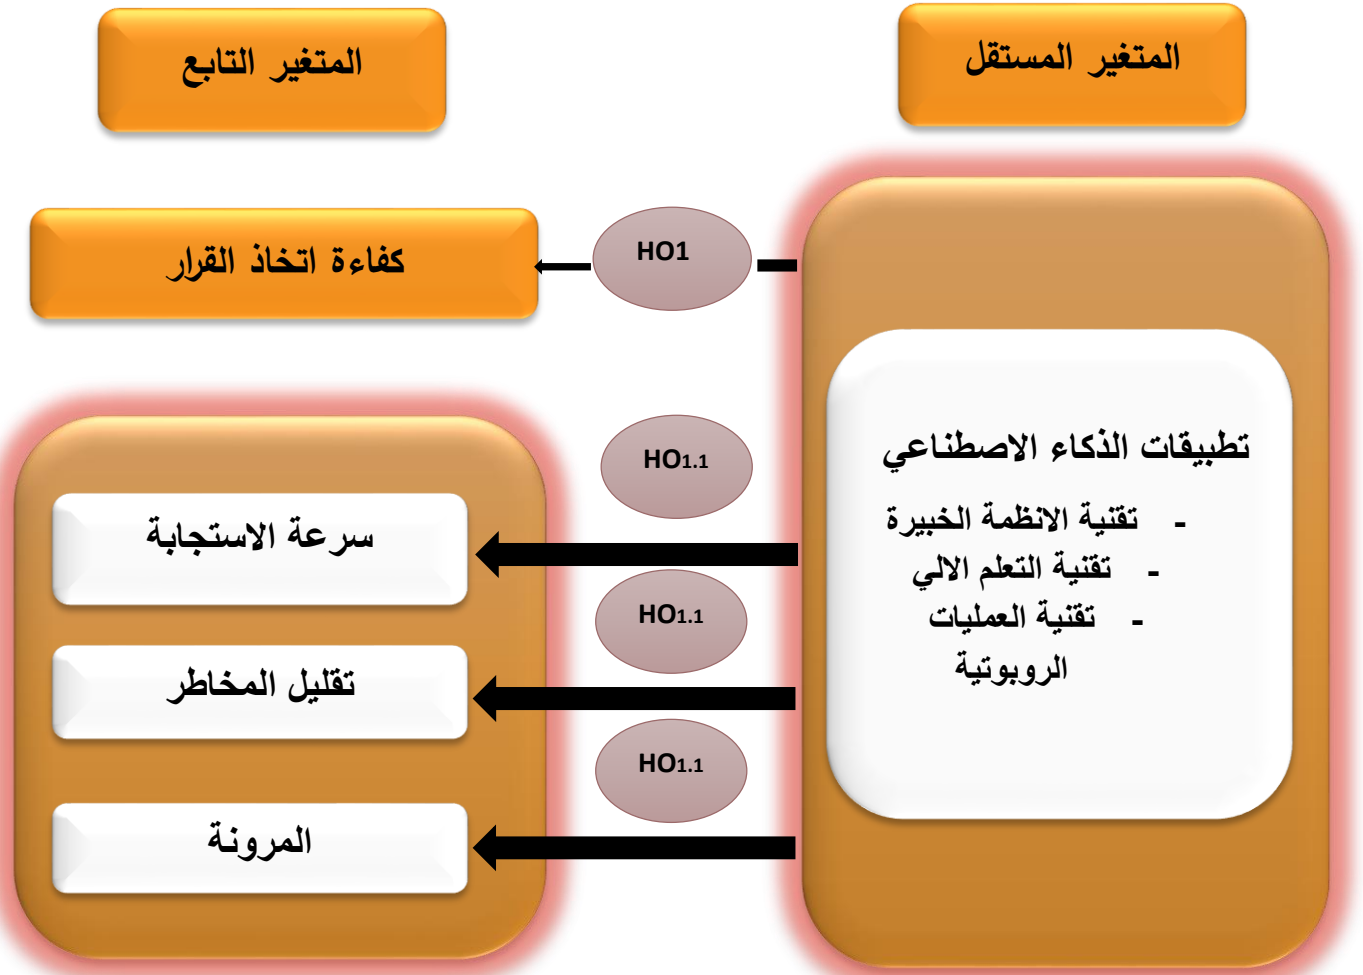 المتغير المستقل
المتغير التابع
كفاءة اتخاذ القرار
HO1
تطبيقات الذكاء الاصطناعي
- تقنية الانظمة الخبيرة
- تقنية التعلم الالي
- تقنية العمليات
الروبوتية
HO1.1
سرعة الاستجابة
HO1.1
تقليل المخاطر
HO1.1
المرونة